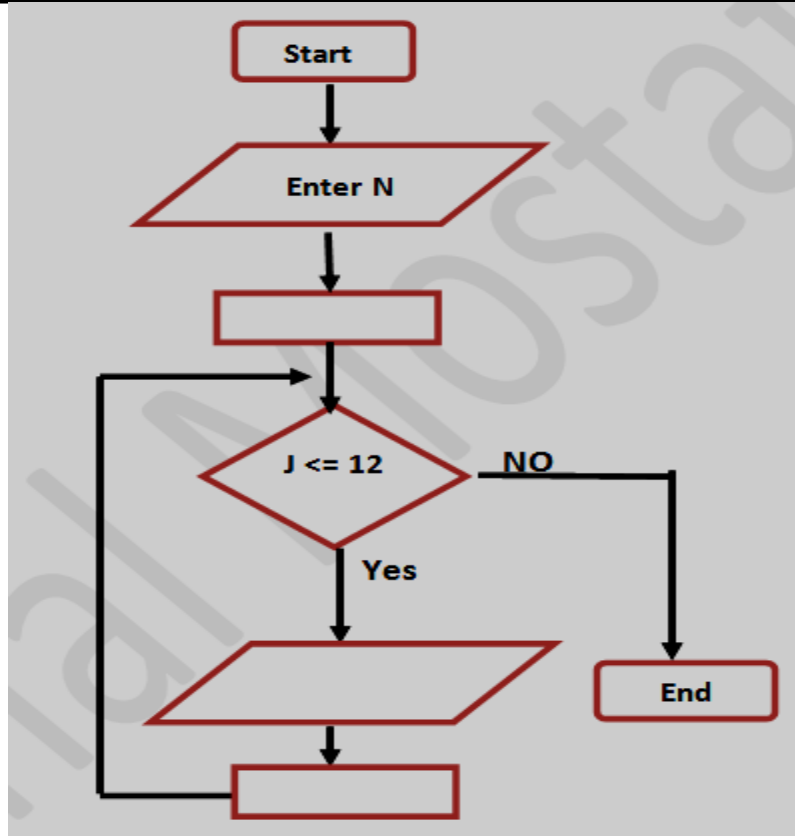 Start
Enter N
J <= 12
NO
Yes
End